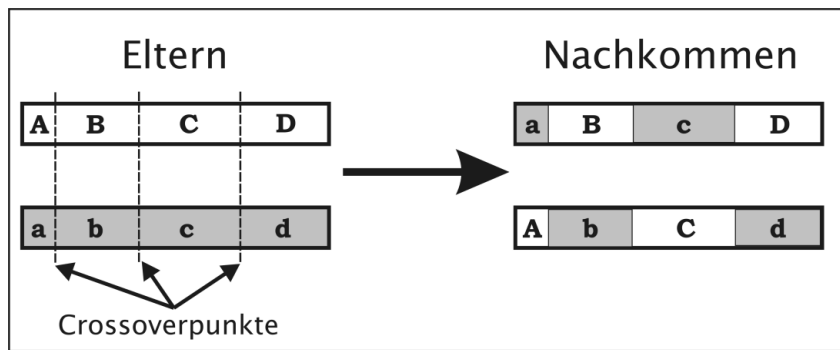 Eltern
Nachkommen
A B C D
a B c D
a b c d
A b C d
Crossoverpunkte